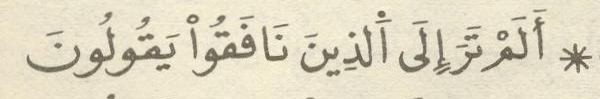 * أَلَمْ تَرَ إِلَى ٱلَّذِينَ نَافَقُواْ يَقُولُونَ